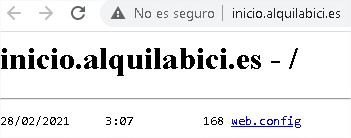 No es seguro | inicio.alquilabici.es
inicio.alquilabici.es - /
28/02/2021 3:07 168 web.config